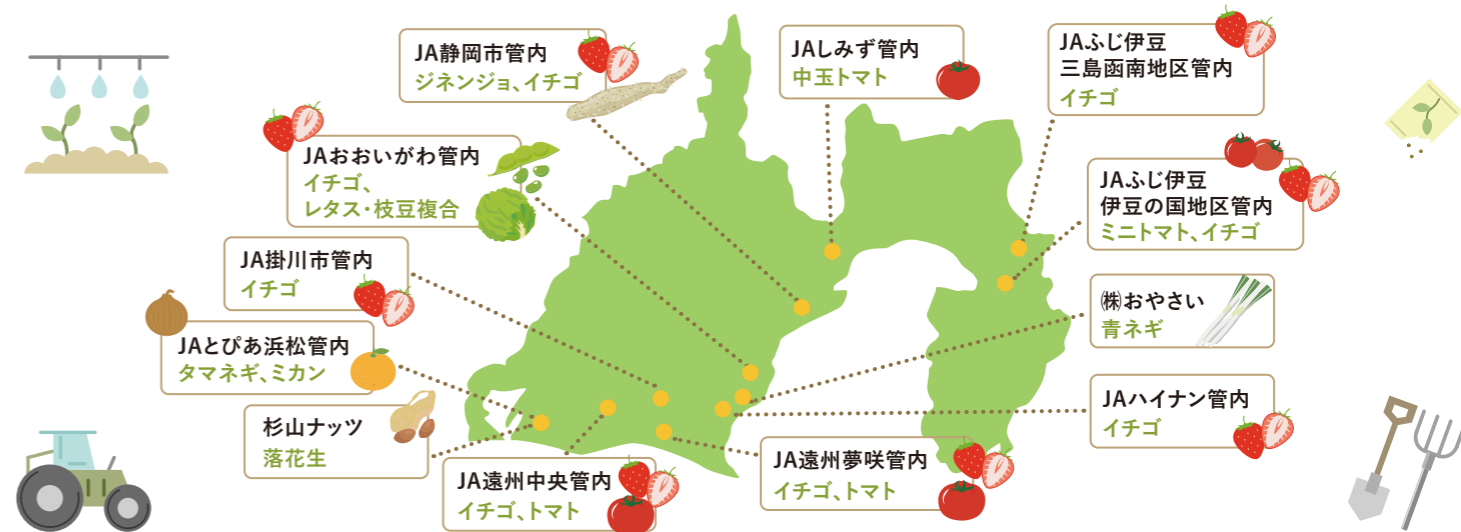 JA静岡市管内
ジネンジョ、イチゴ
JAしみず管内
中玉トマト
JAふじ伊豆
三島函南地区管内
イチゴ
JAおおいがわ管内
イチゴ、
レタス・枝豆複合
JAふじ伊豆
伊豆の国地区管内
ミニトマト、イチゴ
JA掛川市管内
イチゴ
㈱おやさい
青ネギ
JAとぴあ浜松管内
タマネギ、ミカン
JAハイナン管内
イチゴ
杉山ナッツ
落花生
JA遠州中央管内
イチゴ、トマト
JA遠州夢咲管内
イチゴ、トマト